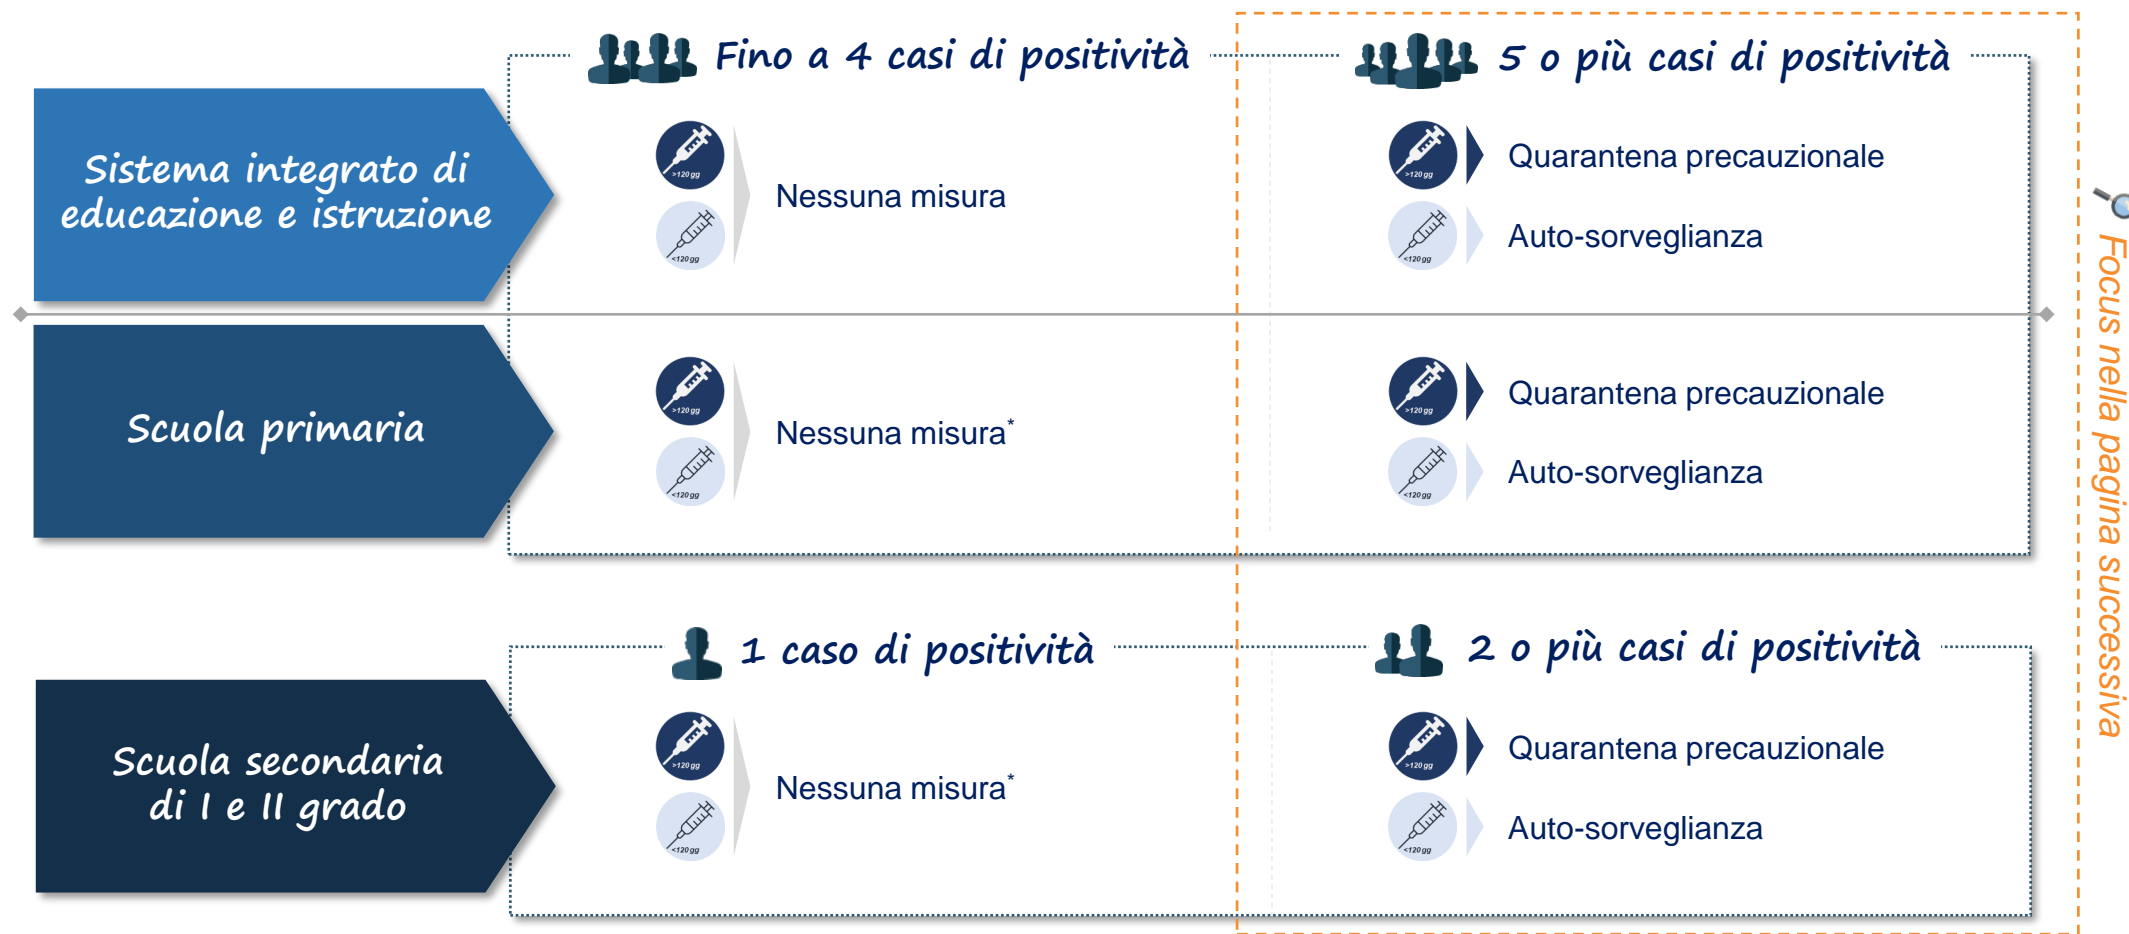 Fino a 4 casi di positività
5 o più casi di positività
Sistema integrato di
educazione e istruzione
>120 gg
<120 gg
Nessuna misura
>120 gg
Quarantena precauzionale
<120 gg
Auto-sorveglianza
Scuola primaria
>120 gg
<120 gg
Nessuna misura*
>120 gg
Quarantena precauzionale
<120 gg
Auto-sorveglianza
1 caso di positività
2 o più casi di positività
Scuola secondaria
di I e II grado
>120 gg
<120 gg
Nessuna misura*
>120 gg
Quarantena precauzionale
<120 gg
Auto-sorveglianza
Focus nella pagina successiva